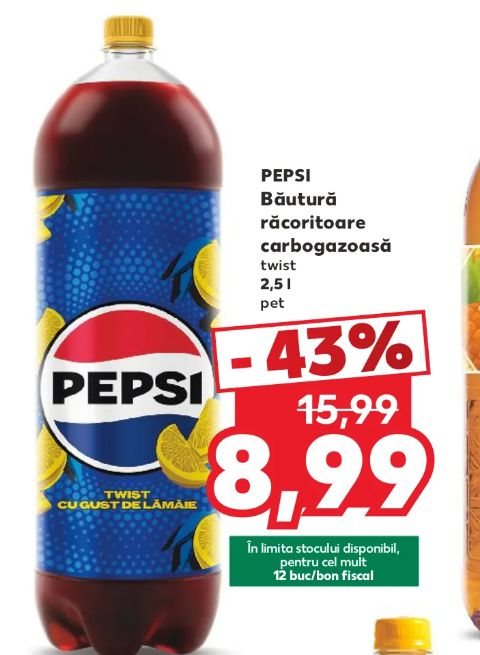 PEPSI
Băutură
răcoritoare
carbogazoasă
twist
2,5 l
pet
- 43%
15,99
8,99
În limita stocului disponibil,
pentru cel mult
12 buc/bon fiscal
PEPSI
TWIST
CU GUST DE LĂMÂIE